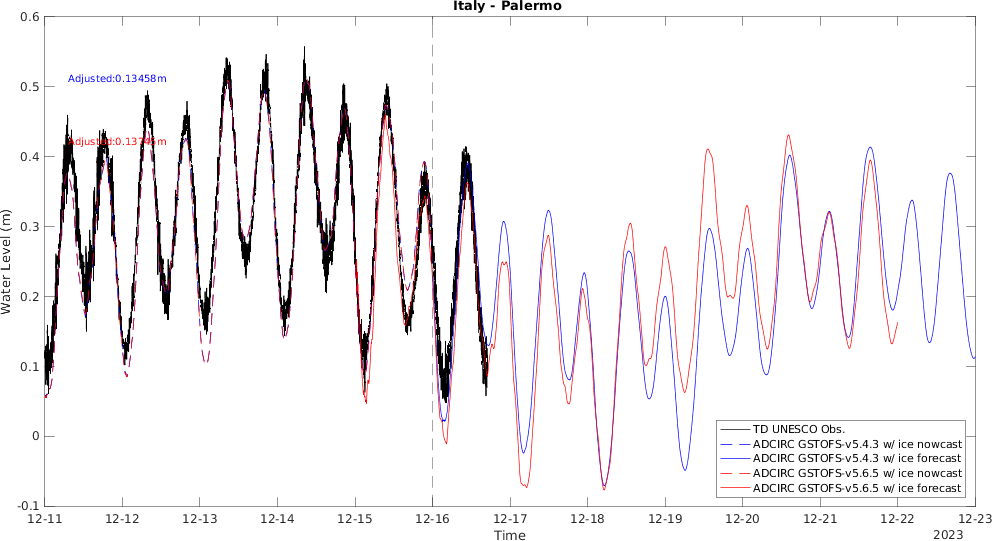 Italy - Palermo
0.6
0.5
0.4
0.3
0.2
0.1
0
-0.1
Water Level (m)
Adjusted:0.13458m
Adjusted:0.13745m
TD UNESCO Obs.
ADCIRC GSTOFS-v5.4.3 w/ ice nowcast
ADCIRC GSTOFS-v5.4.3 w/ ice forecast
ADCIRC GSTOFS-v5.6.5 w/ ice nowcast
ADCIRC GSTOFS-v5.6.5 w/ ice forecast
12-11 12-12 12-13 12-14 12-15 12-16 12-17 12-18 12-19 12-20 12-21 12-22 12-23
Time
2023